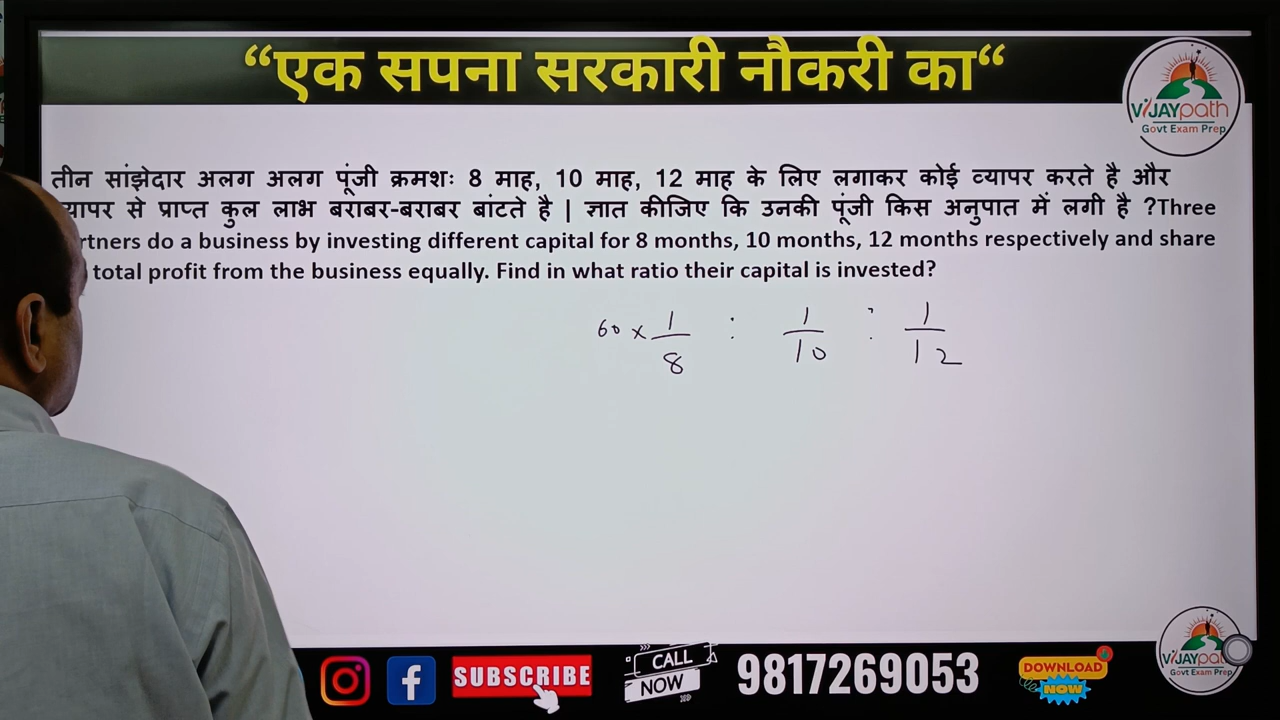 “एक सपना सरकारी नौकरी का“
VIJAYpath
Govt Exam Prep
तीन सांझेदार अलग अलग पूंजी क्रमशः 8 माह, 10 माह, 12 माह के लिए लगाकर कोई व्यापर करते है और
से प्राप्त कुल लाभ बराबर-बराबर बांटते है | ज्ञात कीजिए कि उनकी पूंजी किस अनुपात में लगी है ?Three
do a business by investing different capital for 8 months, 10 months, 12 months respectively and share
total profit from the business equally. Find in what ratio their capital is invested?
60 × 1/8 : 1/10 : 1/12
VIJAYpath
Govt Exam Prep
SUBSCRIBE
CALL
NOW
9817269053
DOWNLOAD
NOW